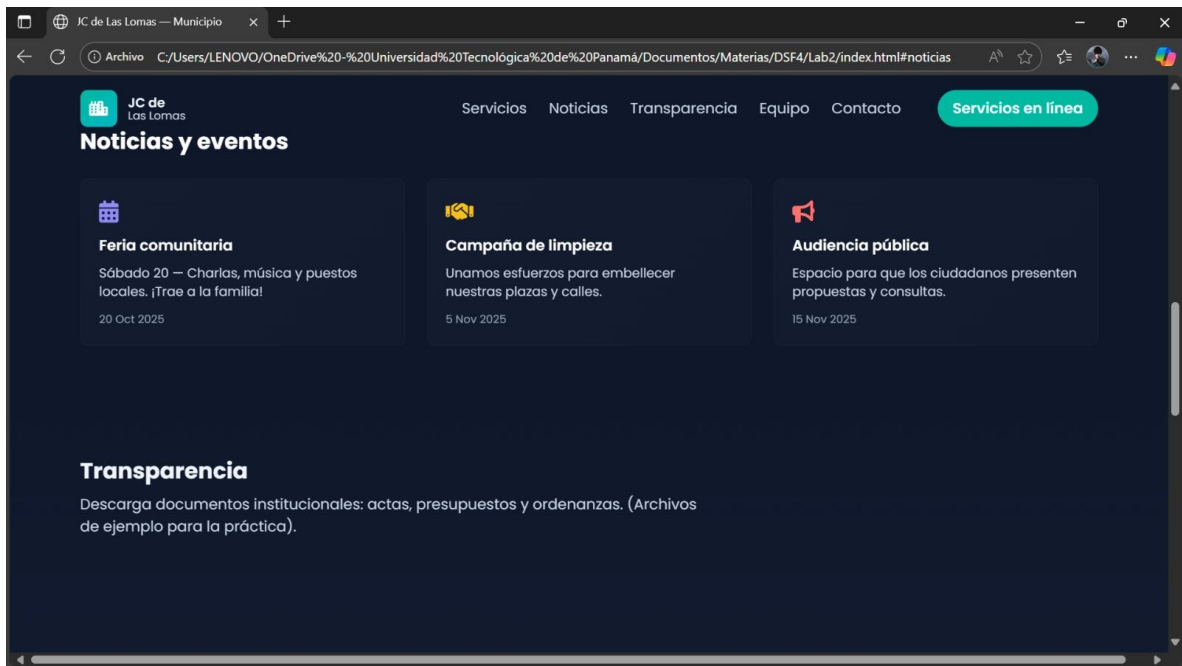 JC de Las Lomas — Municipio
Archivo C:/Users/LENOVO/OneDrive%20-%20Universidad%20Tecnológica%20de%20Panamá/Documentos/Materias/DSF4/Lab2/index.html#noticias
JC de
Las Lomas
Servicios Noticias Transparencia Equipo Contacto Servicios en línea
Noticias y eventos
Feria comunitaria
Sábado 20 — Charlas, música y puestos
locales. ¡Trae a la familia!
20 Oct 2025
Campaña de limpieza
Unamos esfuerzos para embellecer
nuestras plazas y calles.
5 Nov 2025
Audiencia pública
Espacio para que los ciudadanos presenten
propuestas y consultas.
15 Nov 2025
Transparencia
Descarga documentos institucionales: actas, presupuestos y ordenanzas. (Archivos
de ejemplo para la práctica).